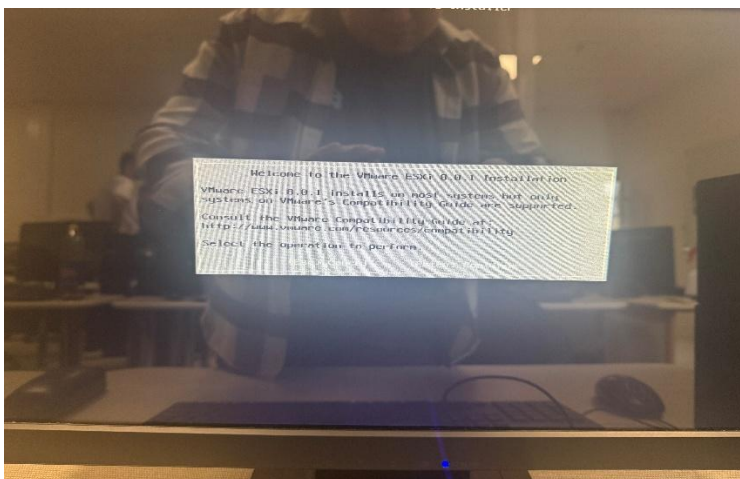 Installer
Welcome to the VMware ESXi 8.0.1 Installation
VMware ESXi 8.0.1 installs on most systems but only
systems on VMware's Compatibility Guide are supported.
Consult the VMware Compatibility Guide at:
http://www.vmware.com/resources/compatibility
Select the operation to perform.